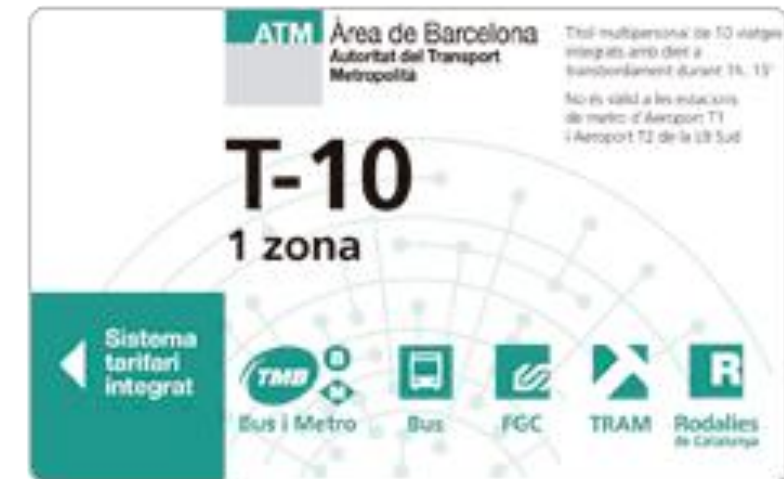 ATM Àrea de Barcelona
Autoritat del Transport
Metropolità
Títol multipersonal de 10 viatges
integrats amb dret a
transbordament durant 1h. 15'
No és vàlid a les estacions
de metro d'Aeroport T1
i Aeroport T2 de la L9 Sud
T-10
1 zona
Sistema
tarifari
integrat
TMB B
M
Bus i Metro
Bus
FGC
TRAM
R
Rodalies
de Catalunya